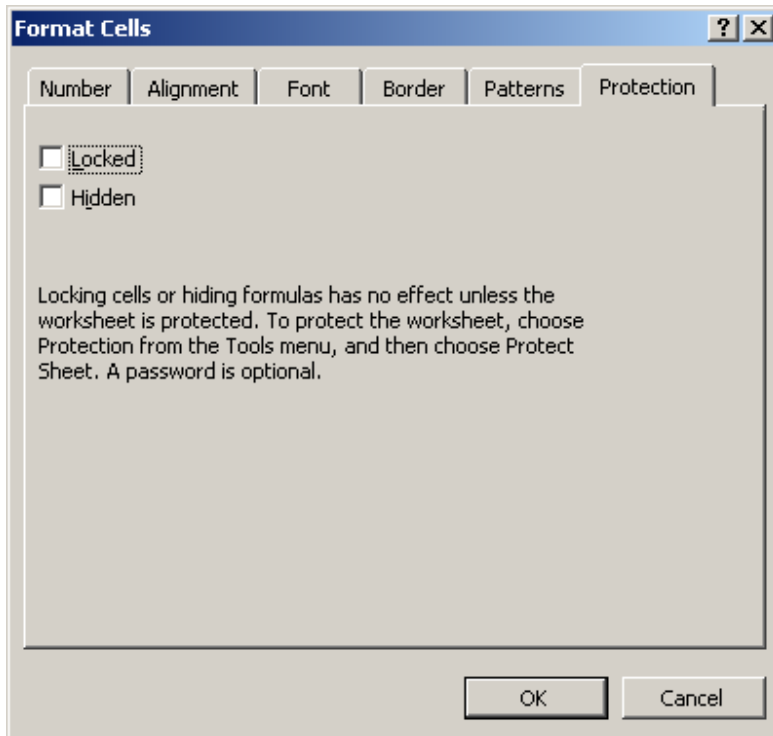 Format Cells
Number Alignment Font Border Patterns Protection
Locked
Hidden
Locking cells or hiding formulas has no effect unless the
worksheet is protected. To protect the worksheet, choose
Protection from the Tools menu, and then choose Protect
Sheet. A password is optional.
OK Cancel